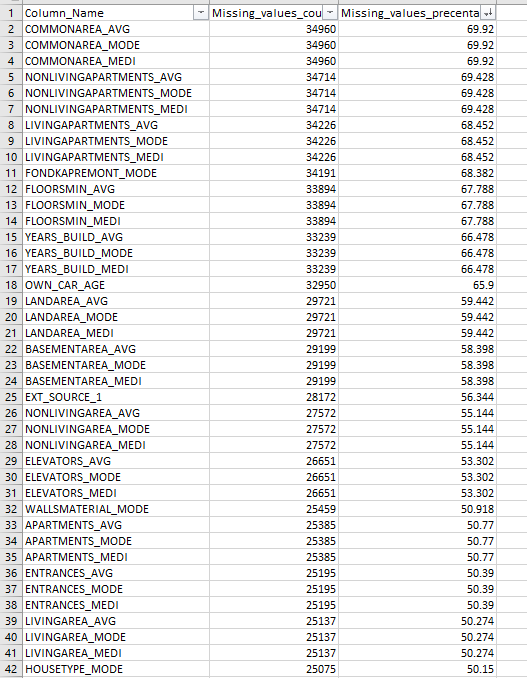 1 Column_Name Missing_values_cou Missing_values_precenta
2 COMMONAREA_AVG 34960 69.92
3 COMMONAREA_MODE 34960 69.92
4 COMMONAREA_MEDI 34960 69.92
5 NONLIVINGAPARTMENTS_AVG 34714 69.428
6 NONLIVINGAPARTMENTS_MODE 34714 69.428
7 NONLIVINGAPARTMENTS_MEDI 34714 69.428
8 LIVINGAPARTMENTS_AVG 34226 68.452
9 LIVINGAPARTMENTS_MODE 34226 68.452
10 LIVINGAPARTMENTS_MEDI 34226 68.452
11 FONDKAPREMONT_MODE 34191 68.382
12 FLOORSMIN_AVG 33894 67.788
13 FLOORSMIN_MODE 33894 67.788
14 FLOORSMIN_MEDI 33894 67.788
15 YEARS_BUILD_AVG 33239 66.478
16 YEARS_BUILD_MODE 33239 66.478
17 YEARS_BUILD_MEDI 33239 66.478
18 OWN_CAR_AGE 32950 65.9
19 LANDAREA_AVG 29721 59.442
20 LANDAREA_MODE 29721 59.442
21 LANDAREA_MEDI 29721 59.442
22 BASEMENTAREA_AVG 29199 58.398
23 BASEMENTAREA_MODE 29199 58.398
24 BASEMENTAREA_MEDI 29199 58.398
25 EXT_SOURCE_1 28172 56.344
26 NONLIVINGAREA_AVG 27572 55.144
27 NONLIVINGAREA_MODE 27572 55.144
28 NONLIVINGAREA_MEDI 27572 55.144
29 ELEVATORS_AVG 26651 53.302
30 ELEVATORS_MODE 26651 53.302
31 ELEVATORS_MEDI 26651 53.302
32 WALLSMATERIAL_MODE 25459 50.918
33 APARTMENTS_AVG 25385 50.77
34 APARTMENTS_MODE 25385 50.77
35 APARTMENTS_MEDI 25385 50.77
36 ENTRANCES_AVG 25195 50.39
37 ENTRANCES_MODE 25195 50.39
38 ENTRANCES_MEDI 25195 50.39
39 LIVINGAREA_AVG 25137 50.274
40 LIVINGAREA_MODE 25137 50.274
41 LIVINGAREA_MEDI 25137 50.274
42 HOUSETYPE_MODE 25075 50.15